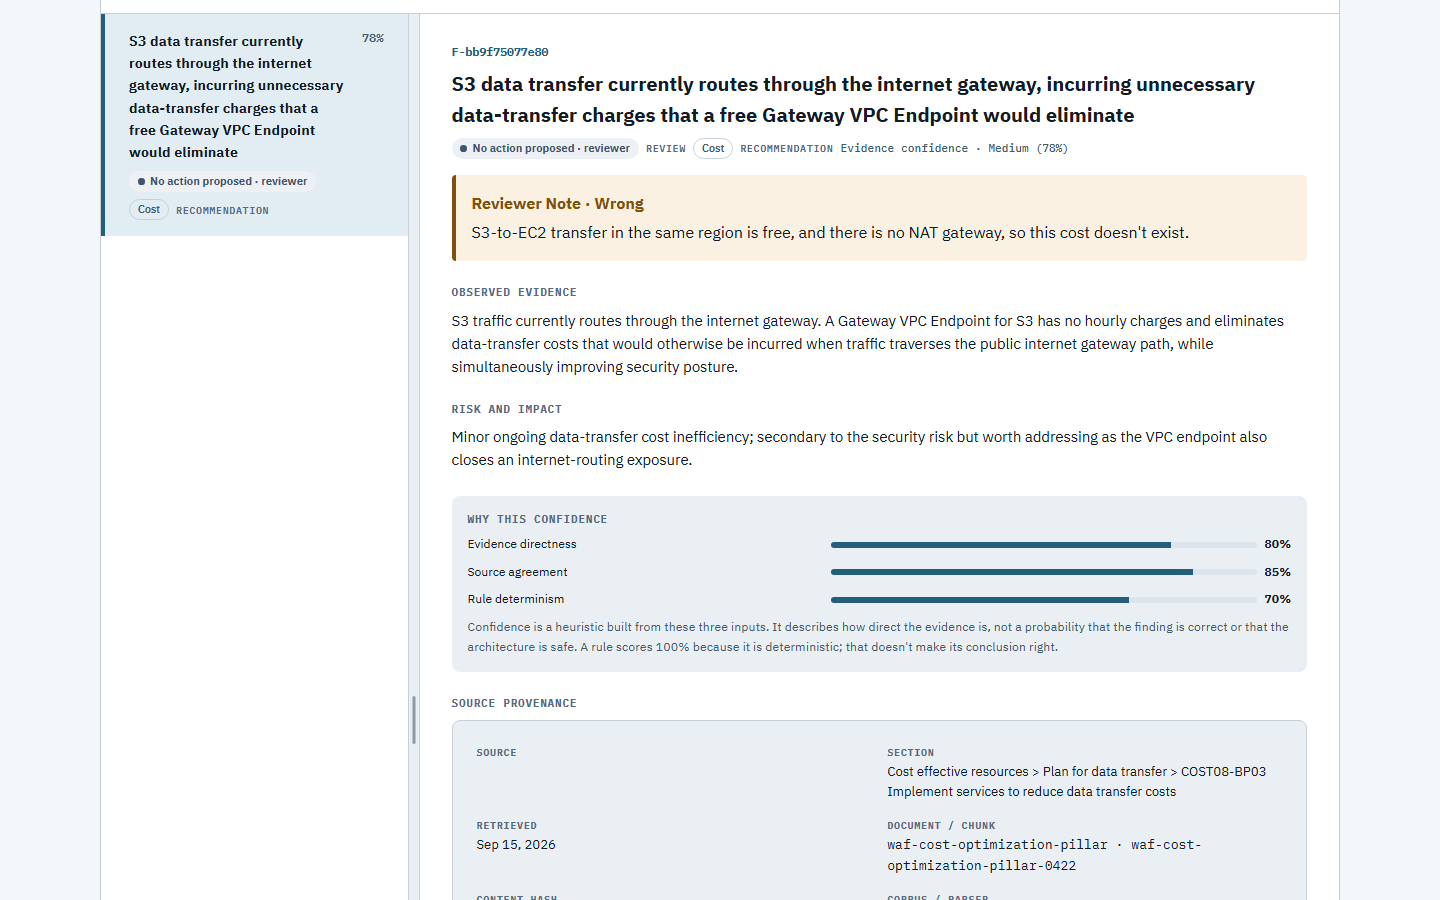 S3 data transfer currently
routes through the internet
gateway, incurring unnecessary
data-transfer charges that a
free Gateway VPC Endpoint
would eliminate
78%
No action proposed · reviewer
Cost RECOMMENDATION
F-bb9f75077e80
S3 data transfer currently routes through the internet gateway, incurring unnecessary
data-transfer charges that a free Gateway VPC Endpoint would eliminate
No action proposed · reviewer REVIEW Cost RECOMMENDATION Evidence confidence · Medium (78%)
Reviewer Note · Wrong
S3-to-EC2 transfer in the same region is free, and there is no NAT gateway, so this cost doesn't exist.
OBSERVED EVIDENCE
S3 traffic currently routes through the internet gateway. A Gateway VPC Endpoint for S3 has no hourly charges and eliminates
data-transfer costs that would otherwise be incurred when traffic traverses the public internet gateway path, while
simultaneously improving security posture.
RISK AND IMPACT
Minor ongoing data-transfer cost inefficiency; secondary to the security risk but worth addressing as the VPC endpoint also
closes an internet-routing exposure.
WHY THIS CONFIDENCE
Evidence directness 80%
Source agreement 85%
Rule determinism 70%
Confidence is a heuristic built from these three inputs. It describes how direct the evidence is, not a probability that the finding is correct or that the
architecture is safe. A rule scores 100% because it is deterministic; that doesn't make its conclusion right.
SOURCE PROVENANCE
SOURCE
SECTION
Cost effective resources > Plan for data transfer > COST08-BP03
Implement services to reduce data transfer costs
RETRIEVED
Sep 15, 2026
DOCUMENT / CHUNK
waf-cost-optimization-pillar · waf-cost-
optimization-pillar-0422
CONTENT HASH
CORPUS / PARSER